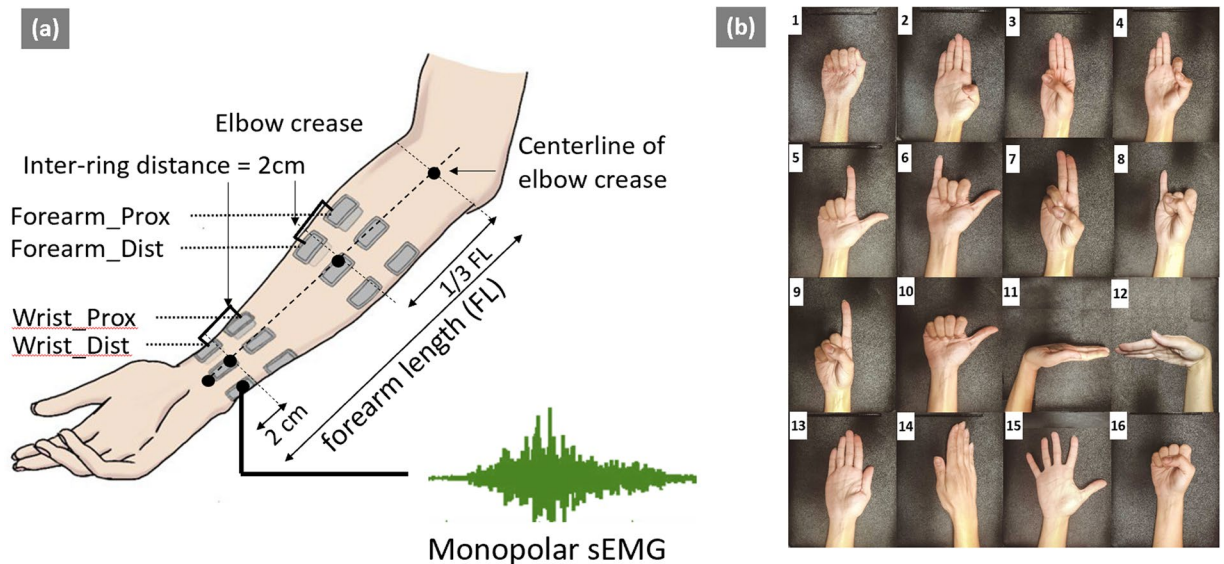 (a)
Elbow crease
Inter-ring distance = 2cm
Centerline of
elbow crease
Forearm_Prox
Forearm_Dist
Wrist_Prox
Wrist_Dist
1/3 FL
forearm length (FL)
2 cm
Monopolar sEMG
(b)
1 2 3 4
5 6 7 8
9 10 11 12
13 14 15 16